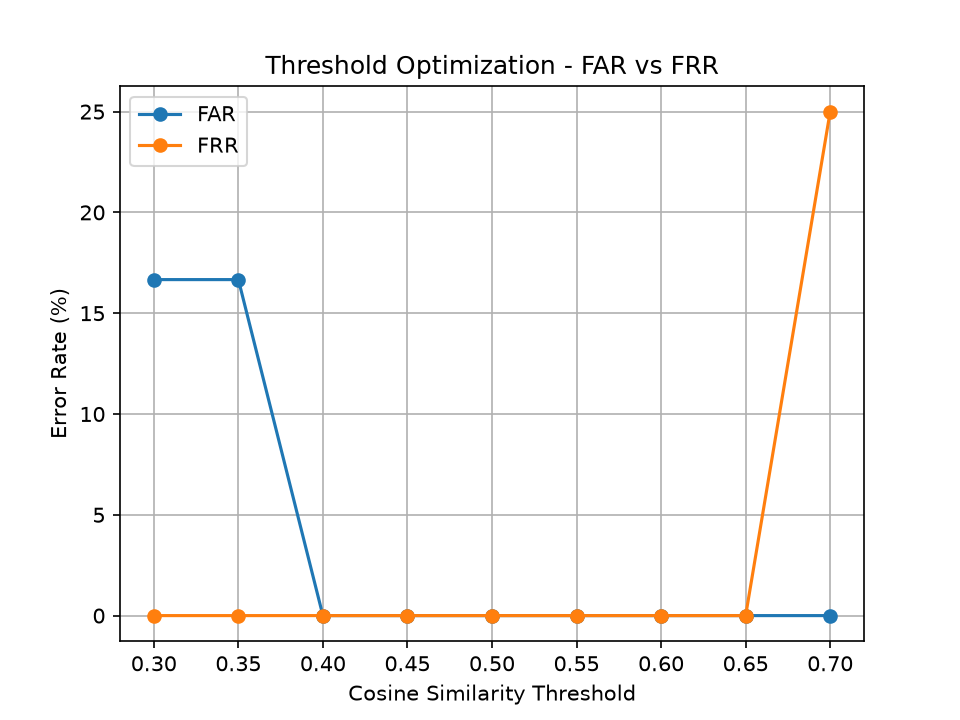 Threshold Optimization - FAR vs FRR
FAR
FRR
Error Rate (%)
25
20
15
10
5
0
0.30 0.35 0.40 0.45 0.50 0.55 0.60 0.65 0.70
Cosine Similarity Threshold